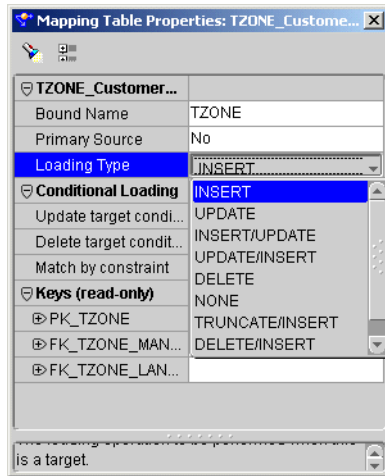 Mapping Table Properties: TZONE_Custome...
TZONE_Customer...
Bound Name TZONE
Primary Source No
Loading Type INSERT
INSERT
UPDATE
INSERT/UPDATE
UPDATE/INSERT
DELETE
NONE
TRUNCATE/INSERT
DELETE/INSERT
Conditional Loading
Update target condi...
Delete target condit...
Match by constraint
Keys (read-only)
PK_TZONE
FK_TZONE_MAN...
FK_TZONE_LAN...
is a target.